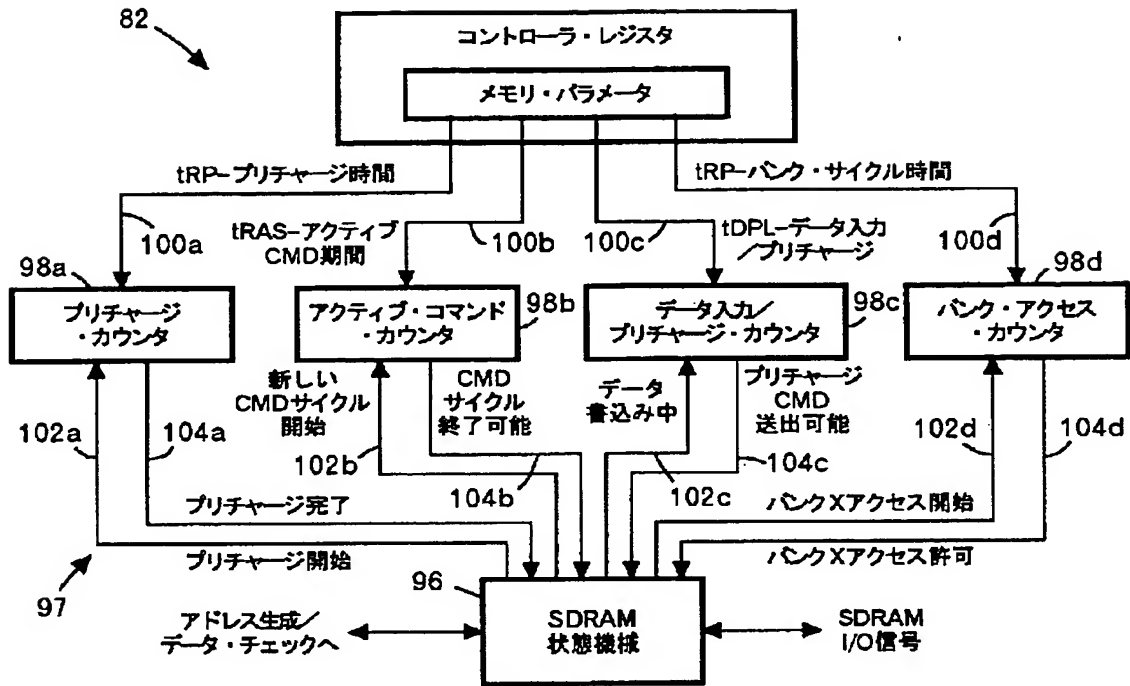 82
コントローラ・レジスタ
メモリ・パラメータ
tRP-プリチャージ時間
tRP-バンク・サイクル時間
100a
tRAS-アクティブ
CMD期間
100b
100c
tDPL-データ入力
/プリチャージ
100d
98a
プリチャージ
・カウンタ
アクティブ・コマンド
・カウンタ
98b
データ入力/
プリチャージ・カウンタ
98c
98d
バンク・アクセス
・カウンタ
新しい
CMDサイクル
開始
CMD
サイクル
終了可能
データ
書込み中
プリチャージ
CMD
送出可能
102a
104a
102b
104b
102c
104c
102d
104d
プリチャージ完了
プリチャージ開始
バンクXアクセス開始
バンクXアクセス許可
97
96
アドレス生成/
データ・チェックへ
SDRAM
状態機械
SDRAM
I/O信号